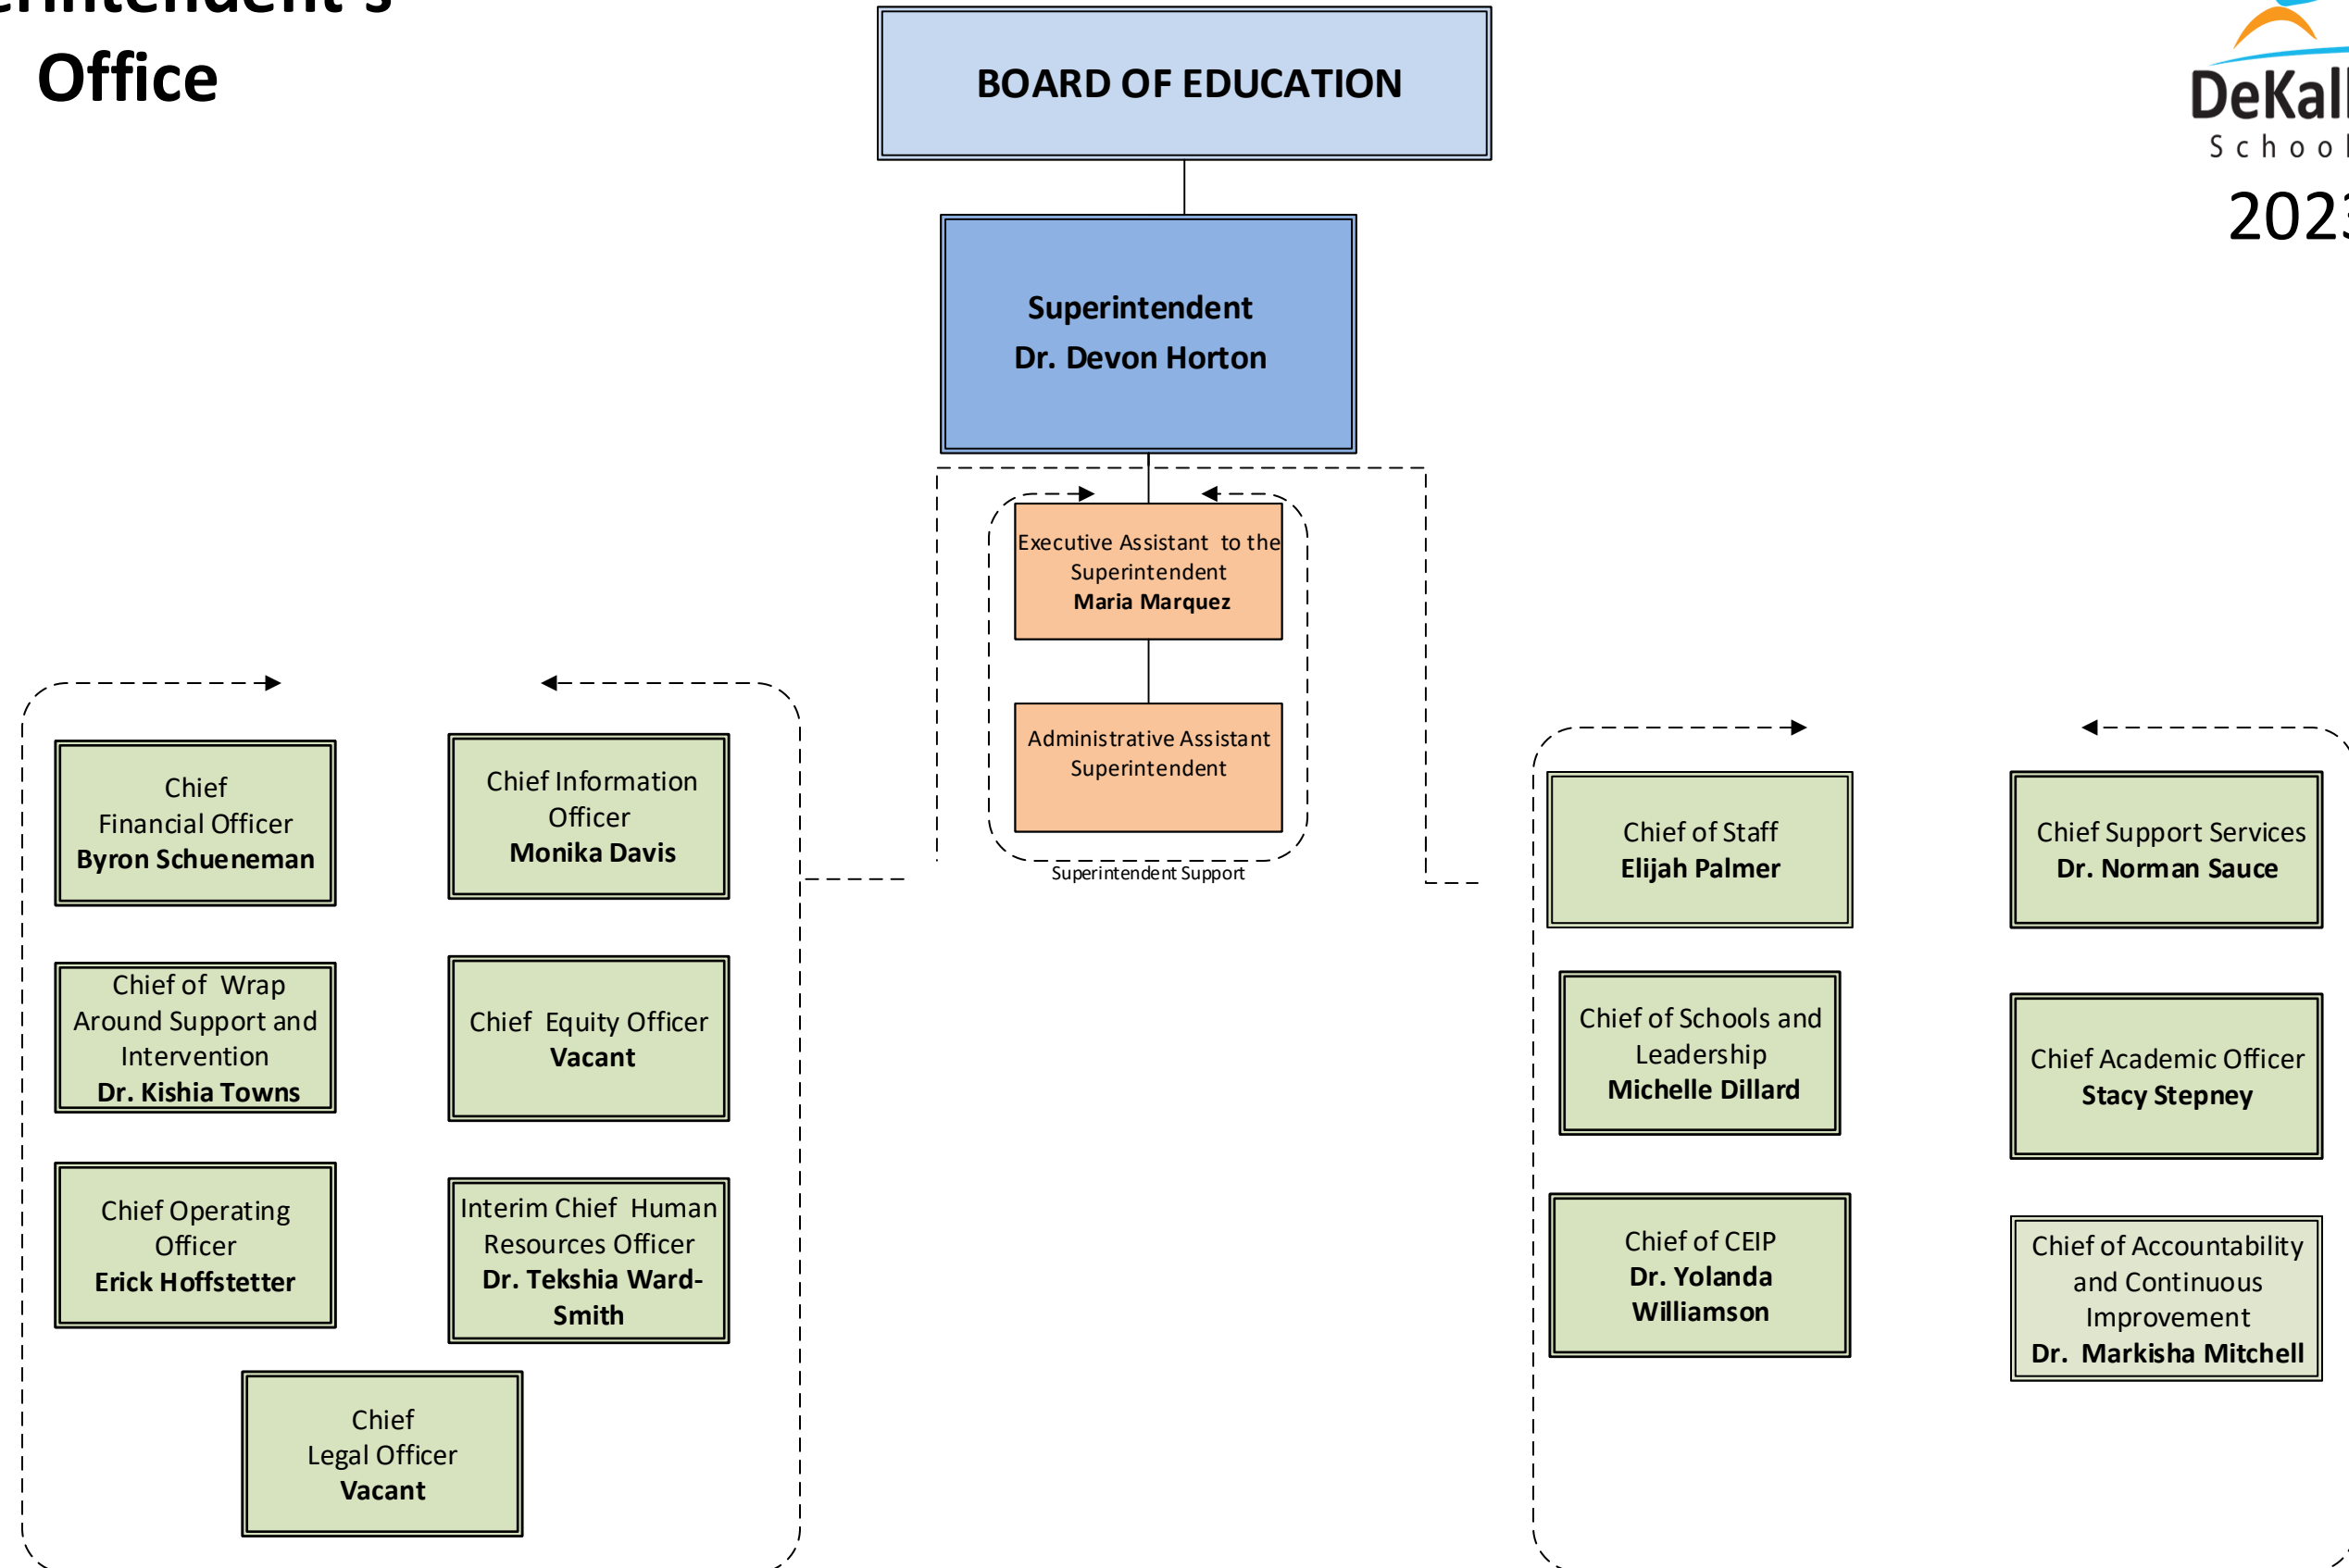 Office
BOARD OF EDUCATION
School
Superintendent
Dr. Devon Horton
Executive Assistant to the
Superintendent
Maria Marquez
Administrative Assistant
Superintendent
Superintendent Support
Chief
Financial Officer
Byron Schueneman
Chief Information
Officer
Monika Davis
Chief of Wrap
Around Support and
Intervention
Dr. Kishia Towns
Chief Equity Officer
Vacant
Chief Operating
Officer
Erick Hoffstetter
Interim Chief Human
Resources Officer
Dr. Tekshia Ward-
Smith
Chief
Legal Officer
Vacant
Chief of Staff
Elijah Palmer
Chief Support Services
Dr. Norman Sauce
Chief of Schools and
Leadership
Michelle Dillard
Chief Academic Officer
Stacy Stepney
Chief of CEIP
Dr. Yolanda
Williamson
Chief of Accountability
and Continuous
Improvement
Dr. Markisha Mitchell